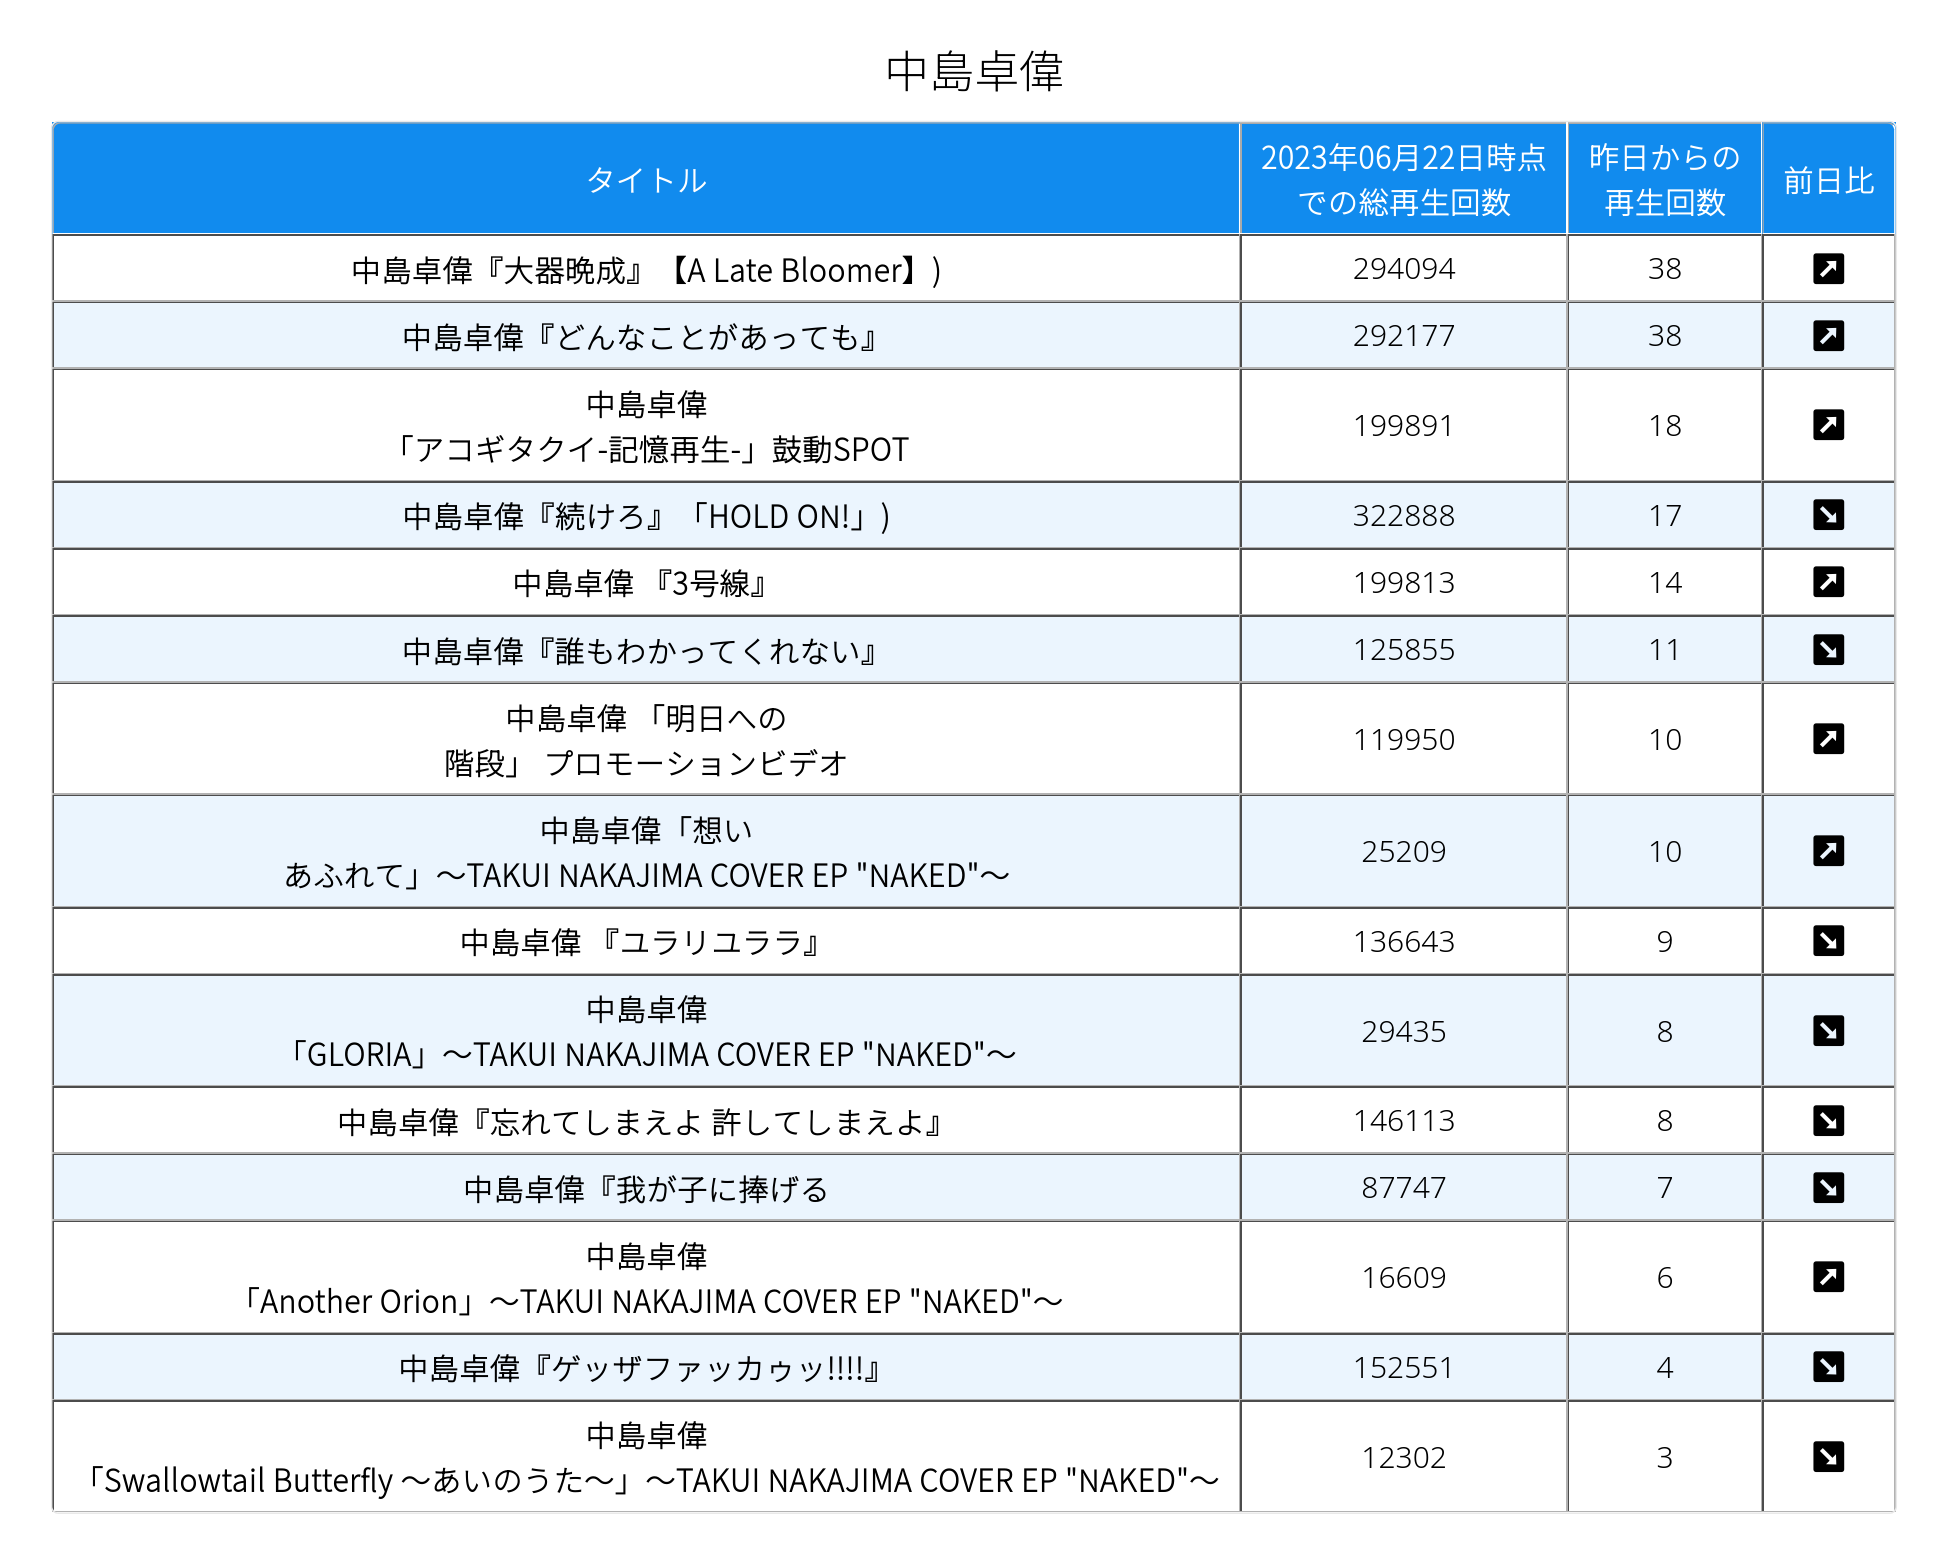 中島卓偉
タイトル
2023年06月22日時点
での総再生回数
昨日からの
再生回数
前日比
中島卓偉『大器晩成』【A Late Bloomer】)
294094
38
中島卓偉『どんなことがあっても』
292177
38
中島卓偉
「アコギタクイ-記憶再生-」鼓動SPOT
199891
18
中島卓偉『続けろ』「HOLD ON!」)
322888
17
中島卓偉 『3号線』
199813
14
中島卓偉『誰もわかってくれない』
125855
11
中島卓偉 「明日への
階段」 プロモーションビデオ
119950
10
中島卓偉「想い
あふれて」～TAKUI NAKAJIMA COVER EP "NAKED"～
25209
10
中島卓偉 『ユラリユララ』
136643
9
中島卓偉
「GLORIA」～TAKUI NAKAJIMA COVER EP "NAKED"～
29435
8
中島卓偉『忘れてしまえよ 許してしまえよ』
146113
8
中島卓偉『我が子に捧げる
87747
7
中島卓偉
「Another Orion」～TAKUI NAKAJIMA COVER EP "NAKED"～
16609
6
中島卓偉『ゲッザファッカゥッ!!!!』
152551
4
中島卓偉
「Swallowtail Butterfly ～あいのうた～」～TAKUI NAKAJIMA COVER EP "NAKED"～
12302
3